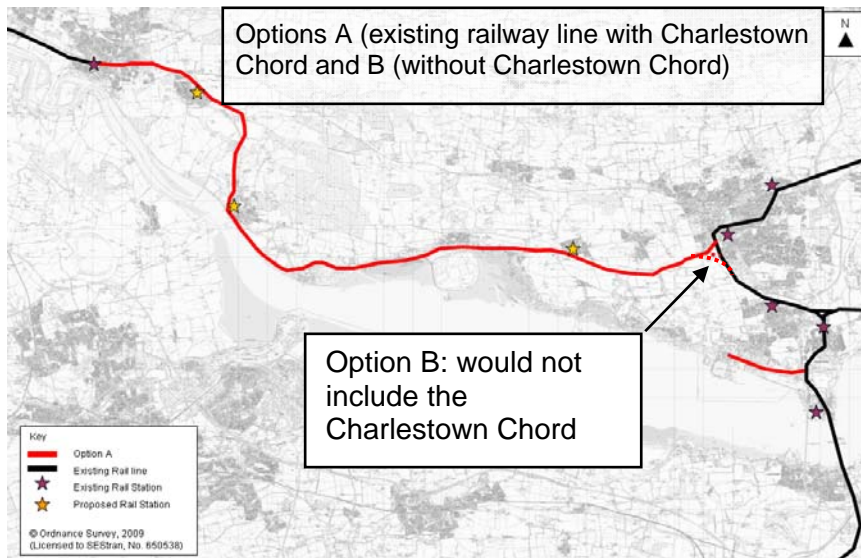 Options A (existing railway line with Charlestown
Chord and B (without Charlestown Chord)
N
Option B: would not
include the
Charlestown Chord
Key
Option A
Existing Rail line
Existing Rail Station
Proposed Rail Station
© Ordnance Survey, 2009
(Licensed to SEStran, No. 650538)